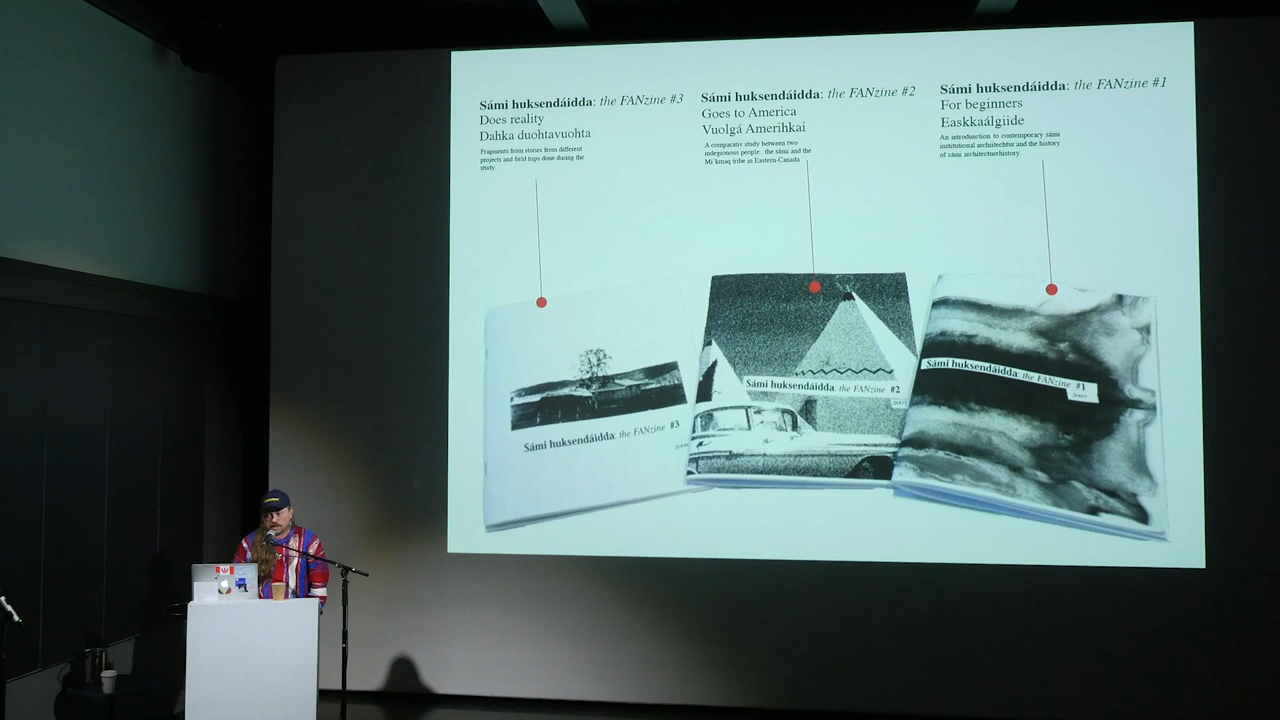 Sámi huksendáidda: the FANzine #3
Does reality
Dahka duohtavuohta
Fragments from stories from different
projects and field trips done during the
study.
Sámi huksendáidda: the FANzine #2
Goes to America
Vuolgá Amerihkai
A comparativ study between two
indegionous people: the sámi and the
Mi'kmaq tribe in Eastern-Canada
Sámi huksendáidda: the FANzine #1
For beginners
Easkkaálgiide
An introdusction to contemporary sámi
institutional architechtur and the history
of sámi architecturehistory.
Sámi huksendáidda: the FANzine #3
Sámi huksendáidda: the FANzine #2
Sámi huksendáidda: the FANzine #1